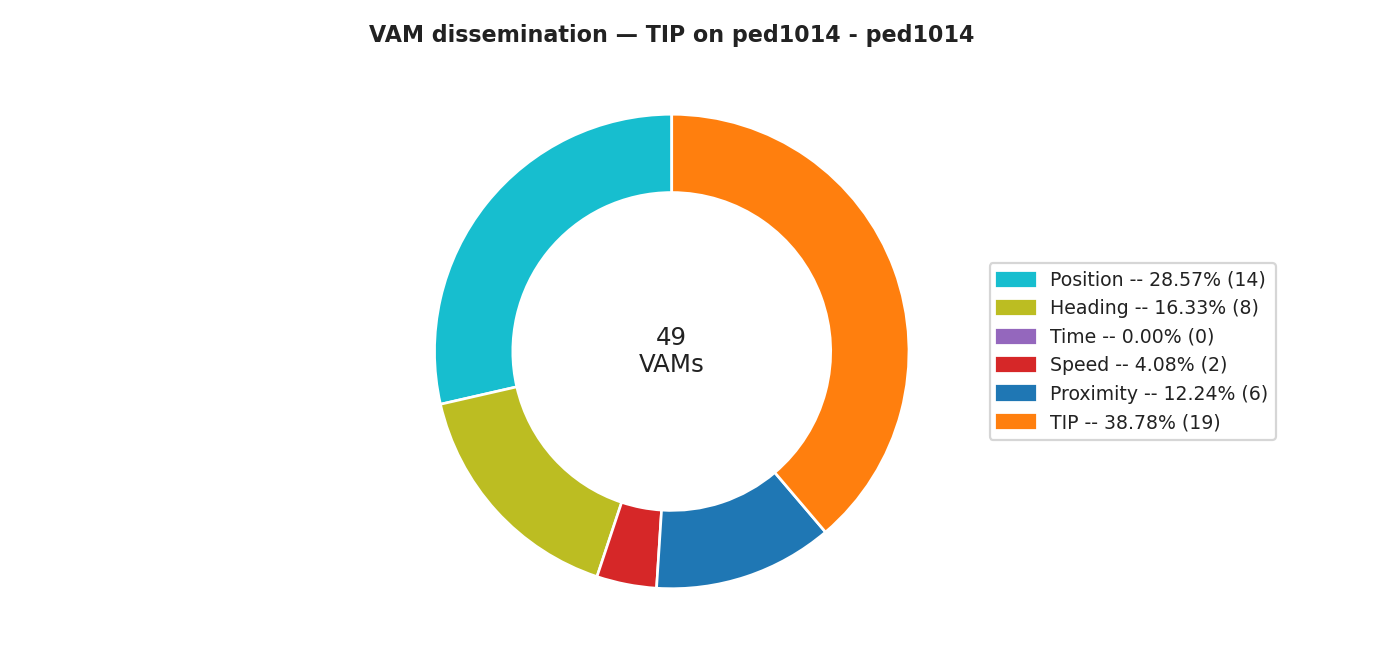 VAM dissemination — TIP on ped1014 - ped1014
49
VAMs
Position -- 28.57% (14)
Heading -- 16.33% (8)
Time -- 0.00% (0)
Speed -- 4.08% (2)
Proximity -- 12.24% (6)
TIP -- 38.78% (19)